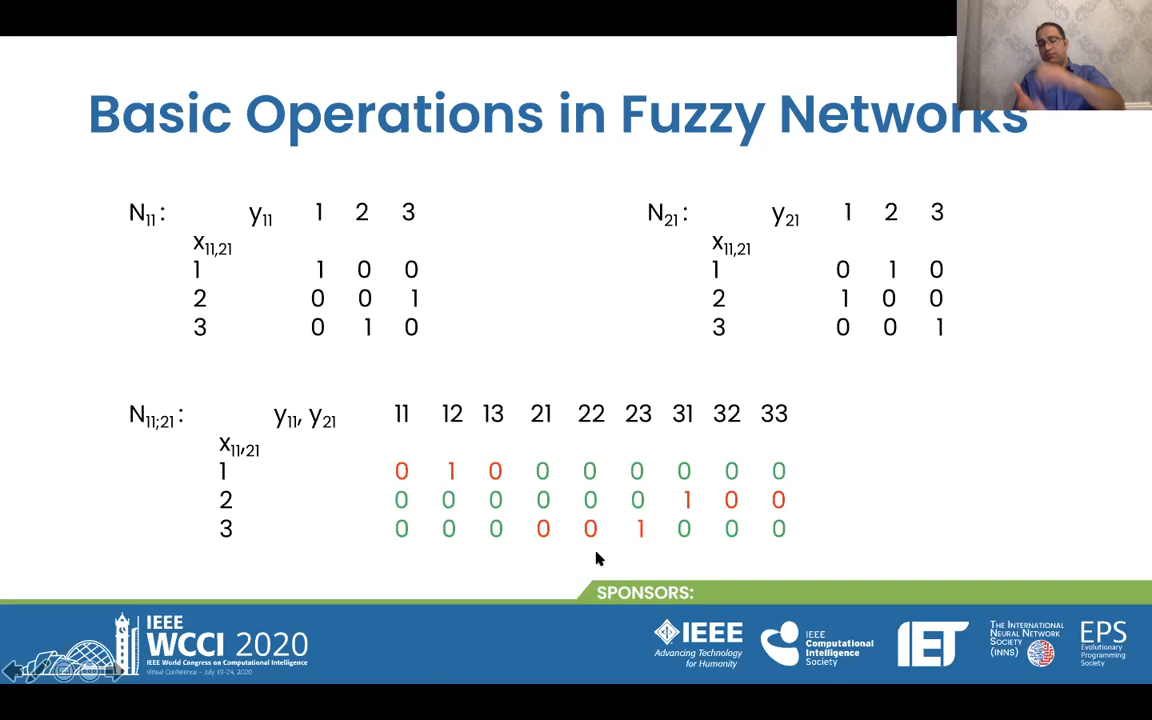 Basic Operations in Fuzzy Networks
N11 : y11 1 2 3
x11,21
1 1 0 0
2 0 0 1
3 0 1 0
N21 : y21 1 2 3
x11,21
1 0 1 0
2 1 0 0
3 0 0 1
N11;21 : y11, y21 11 12 13 21 22 23 31 32 33
x11,21
1 0 1 0 0 0 0 0 0 0
2 0 0 0 0 0 0 1 0 0
3 0 0 0 0 0 1 0 0 0
SPONSORS:
IEEE
WCCI 2020
IEEE World Congress on Computational Intelligence
Virtual Conference - July 19-24, 2020
IEEE
Advancing Technology
for Humanity
IEEE
Computational
Intelligence
Society
IET
THE INTERNATIONAL
NEURAL NETWORK
SOCIETY
(INNS)
EPS
Evolutionary
Programming
Society